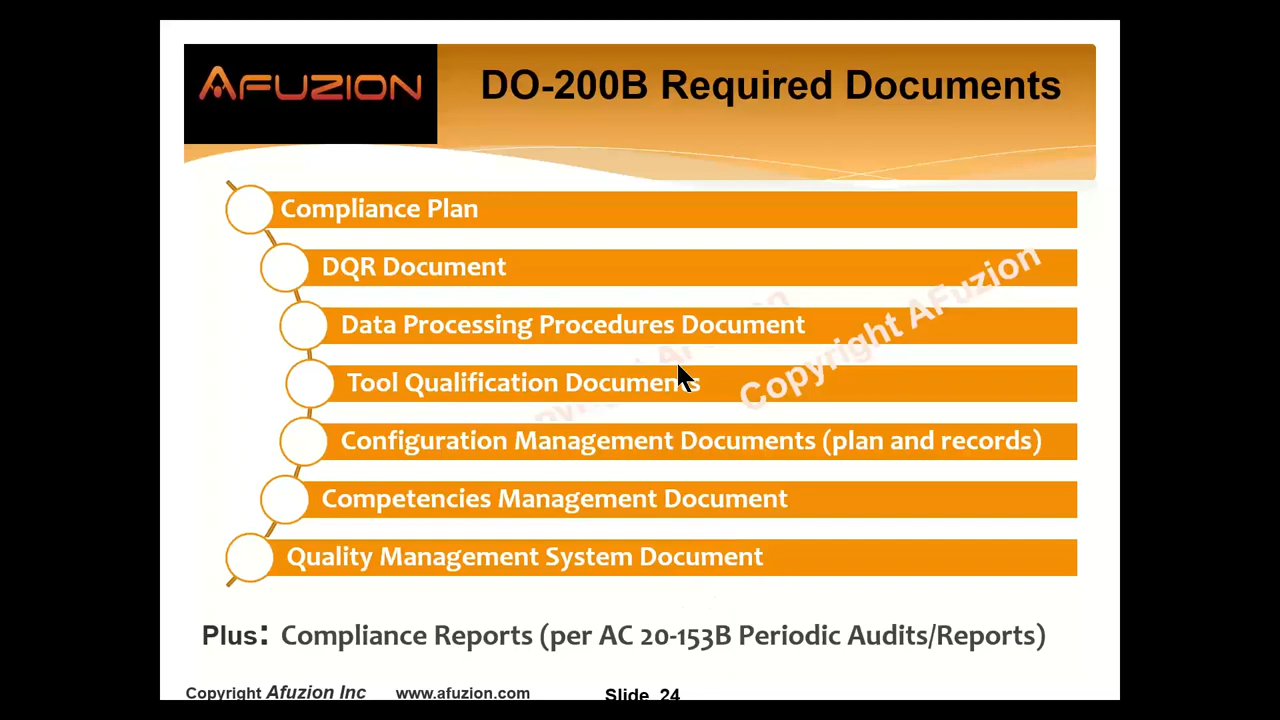 AFUZION
DO-200B Required Documents
Compliance Plan
DQR Document
Data Processing Procedures Document
Tool Qualification Documents
Configuration Management Documents (plan and records)
Competencies Management Document
Quality Management System Document
Copyright AFuzion
Plus: Compliance Reports (per AC 20-153B Periodic Audits/Reports)
Copyright Afuzion Inc www.afuzion.com Slide 24